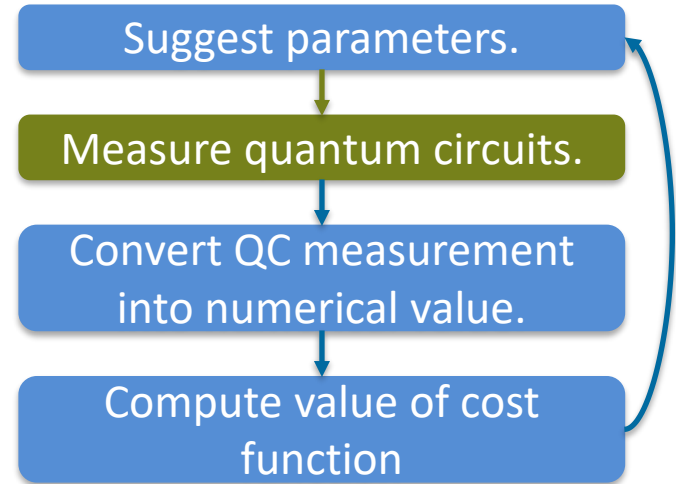 Suggest parameters.
Measure quantum circuits.
Convert QC measurement
into numerical value.
Compute value of cost
function